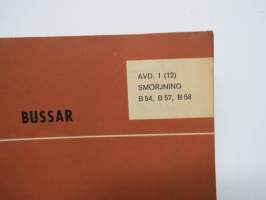 AVD. 1 (12)
SMÖRJNING
B 54, B 57, B 58
BUSSAR